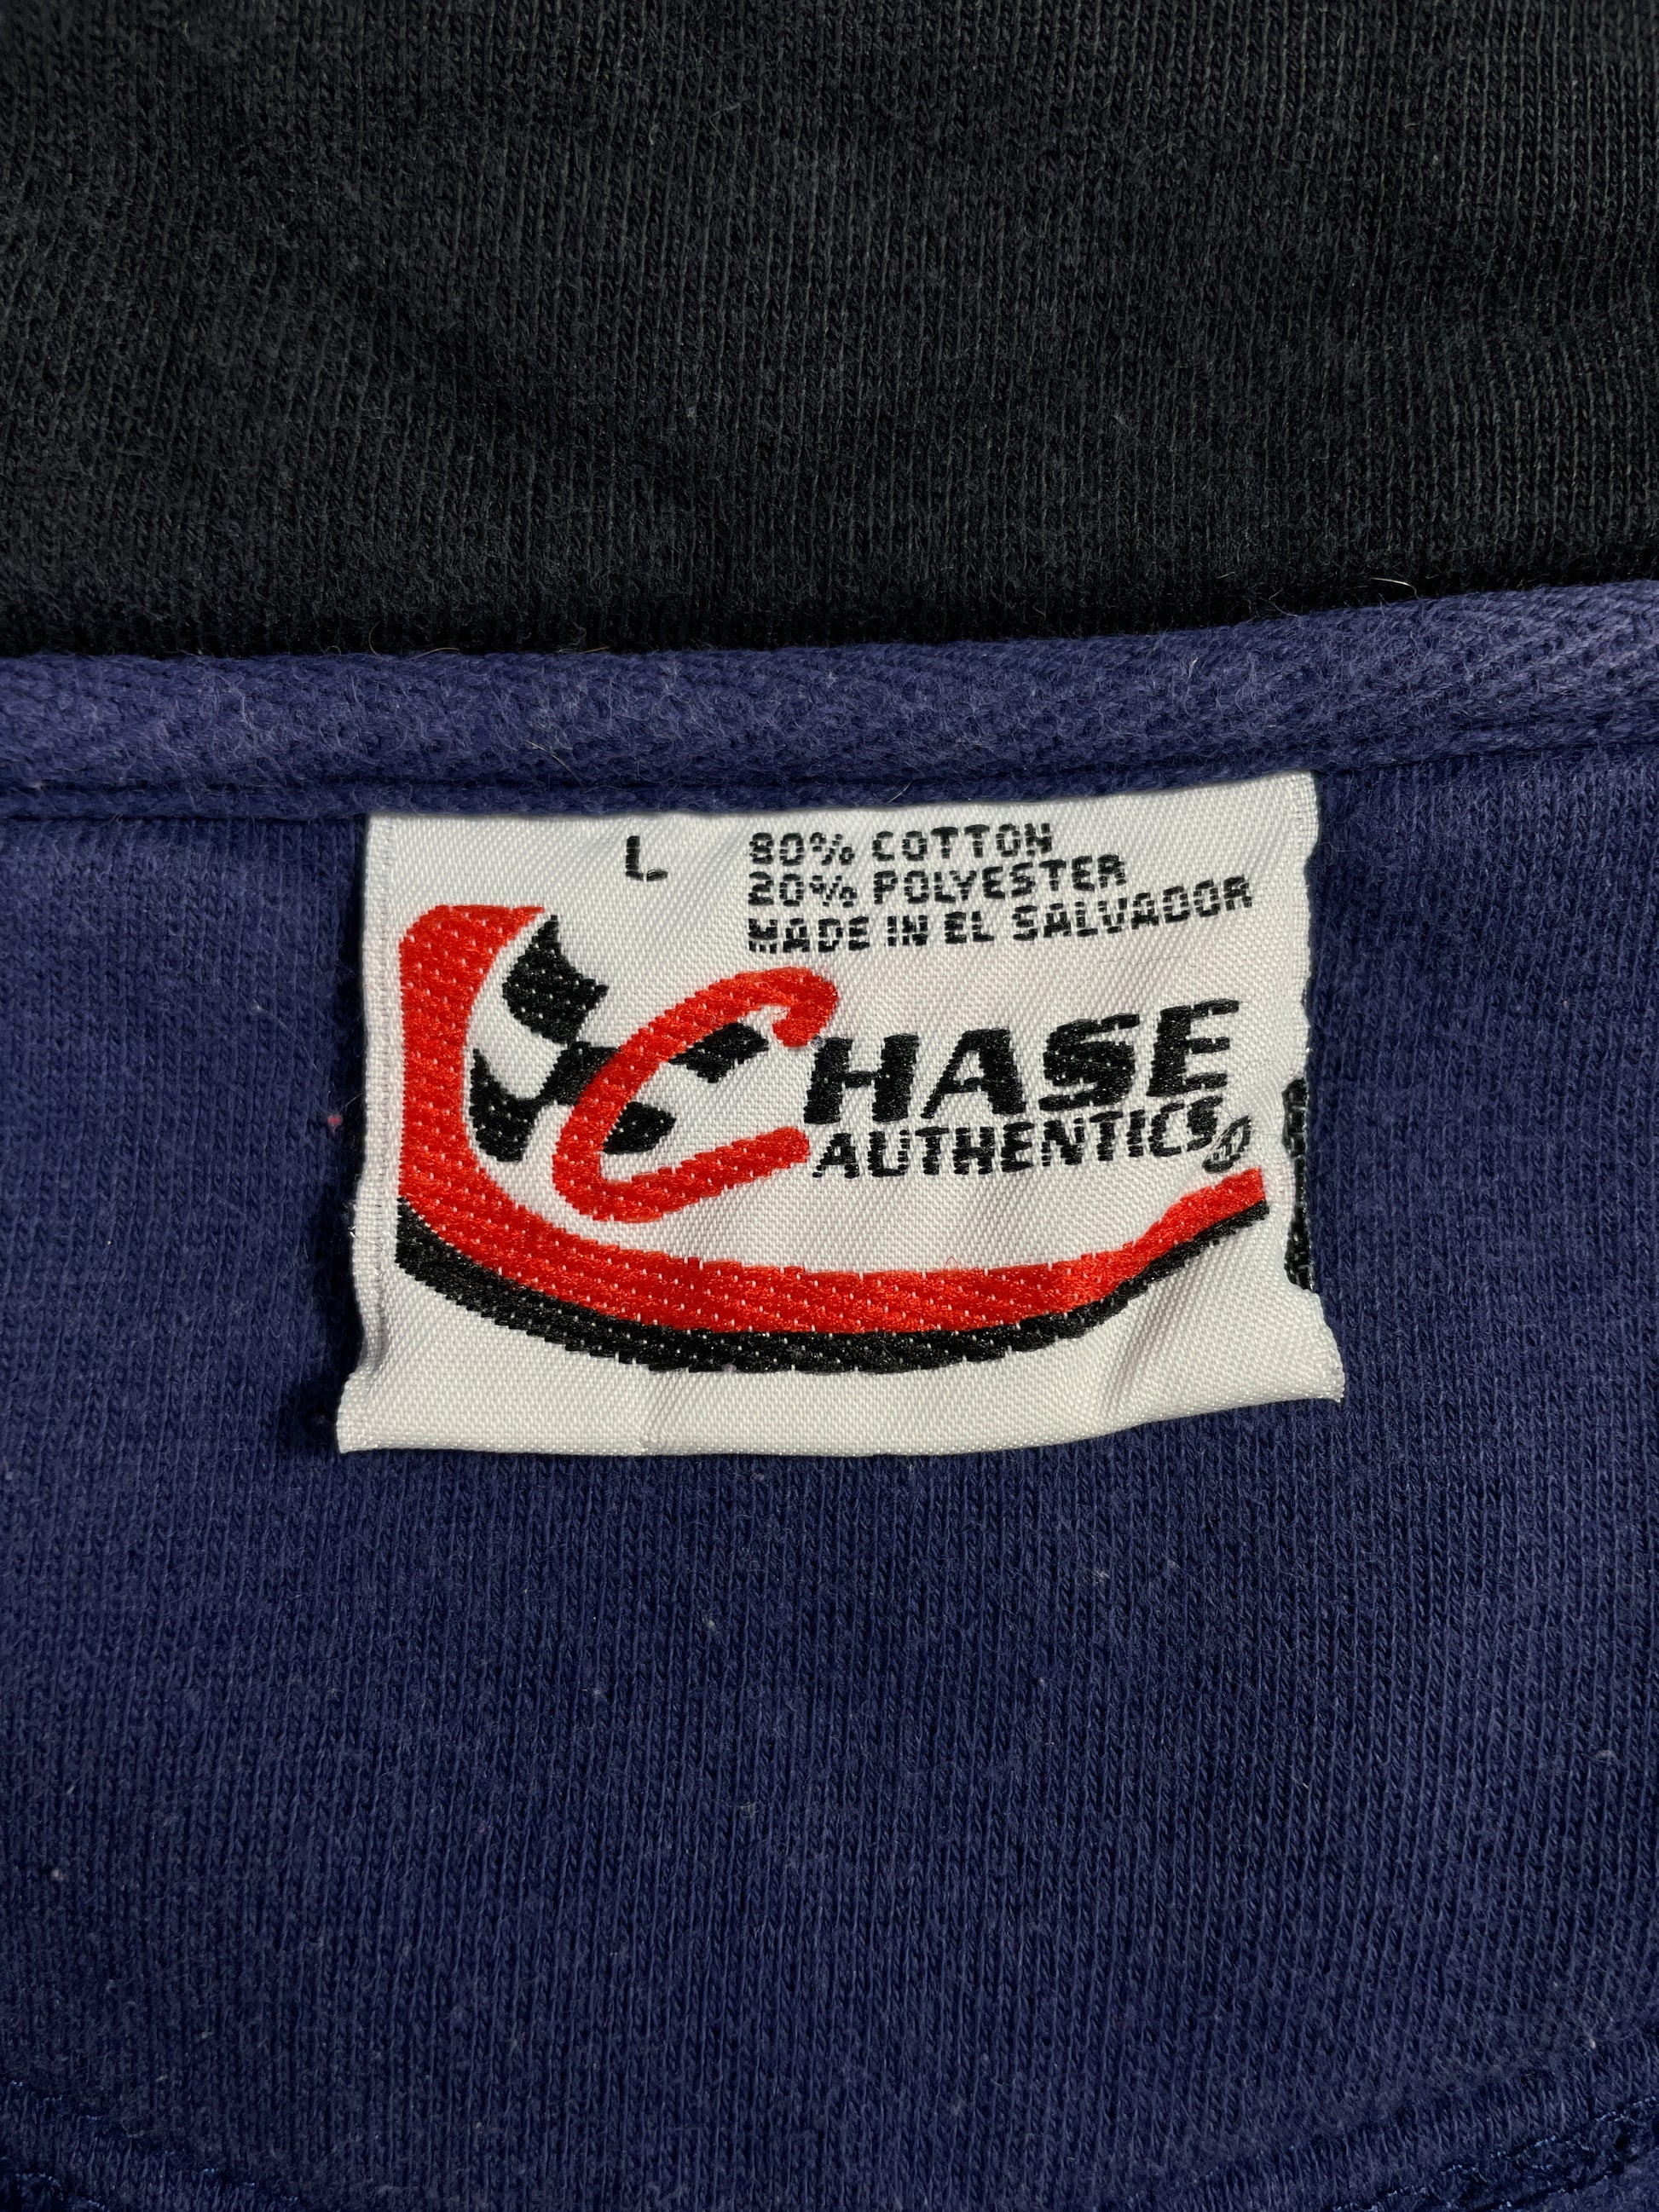 L
80% COTTON
20% POLYESTER
MADE IN EL SALVADOR
CHASE
AUTHENTICS